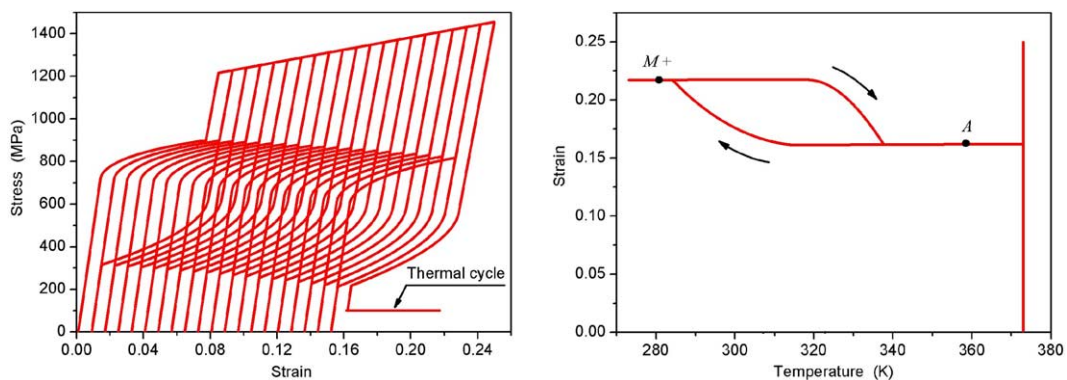 1400
1200
1000
800
600
400
200
0
Stress (MPa)
Thermal cycle
0.00 0.04 0.08 0.12 0.16 0.20 0.24
Strain
0.25
0.20
0.15
0.10
0.05
0.00
Strain
M+
A
280 300 320 340 360 380
Temperature (K)